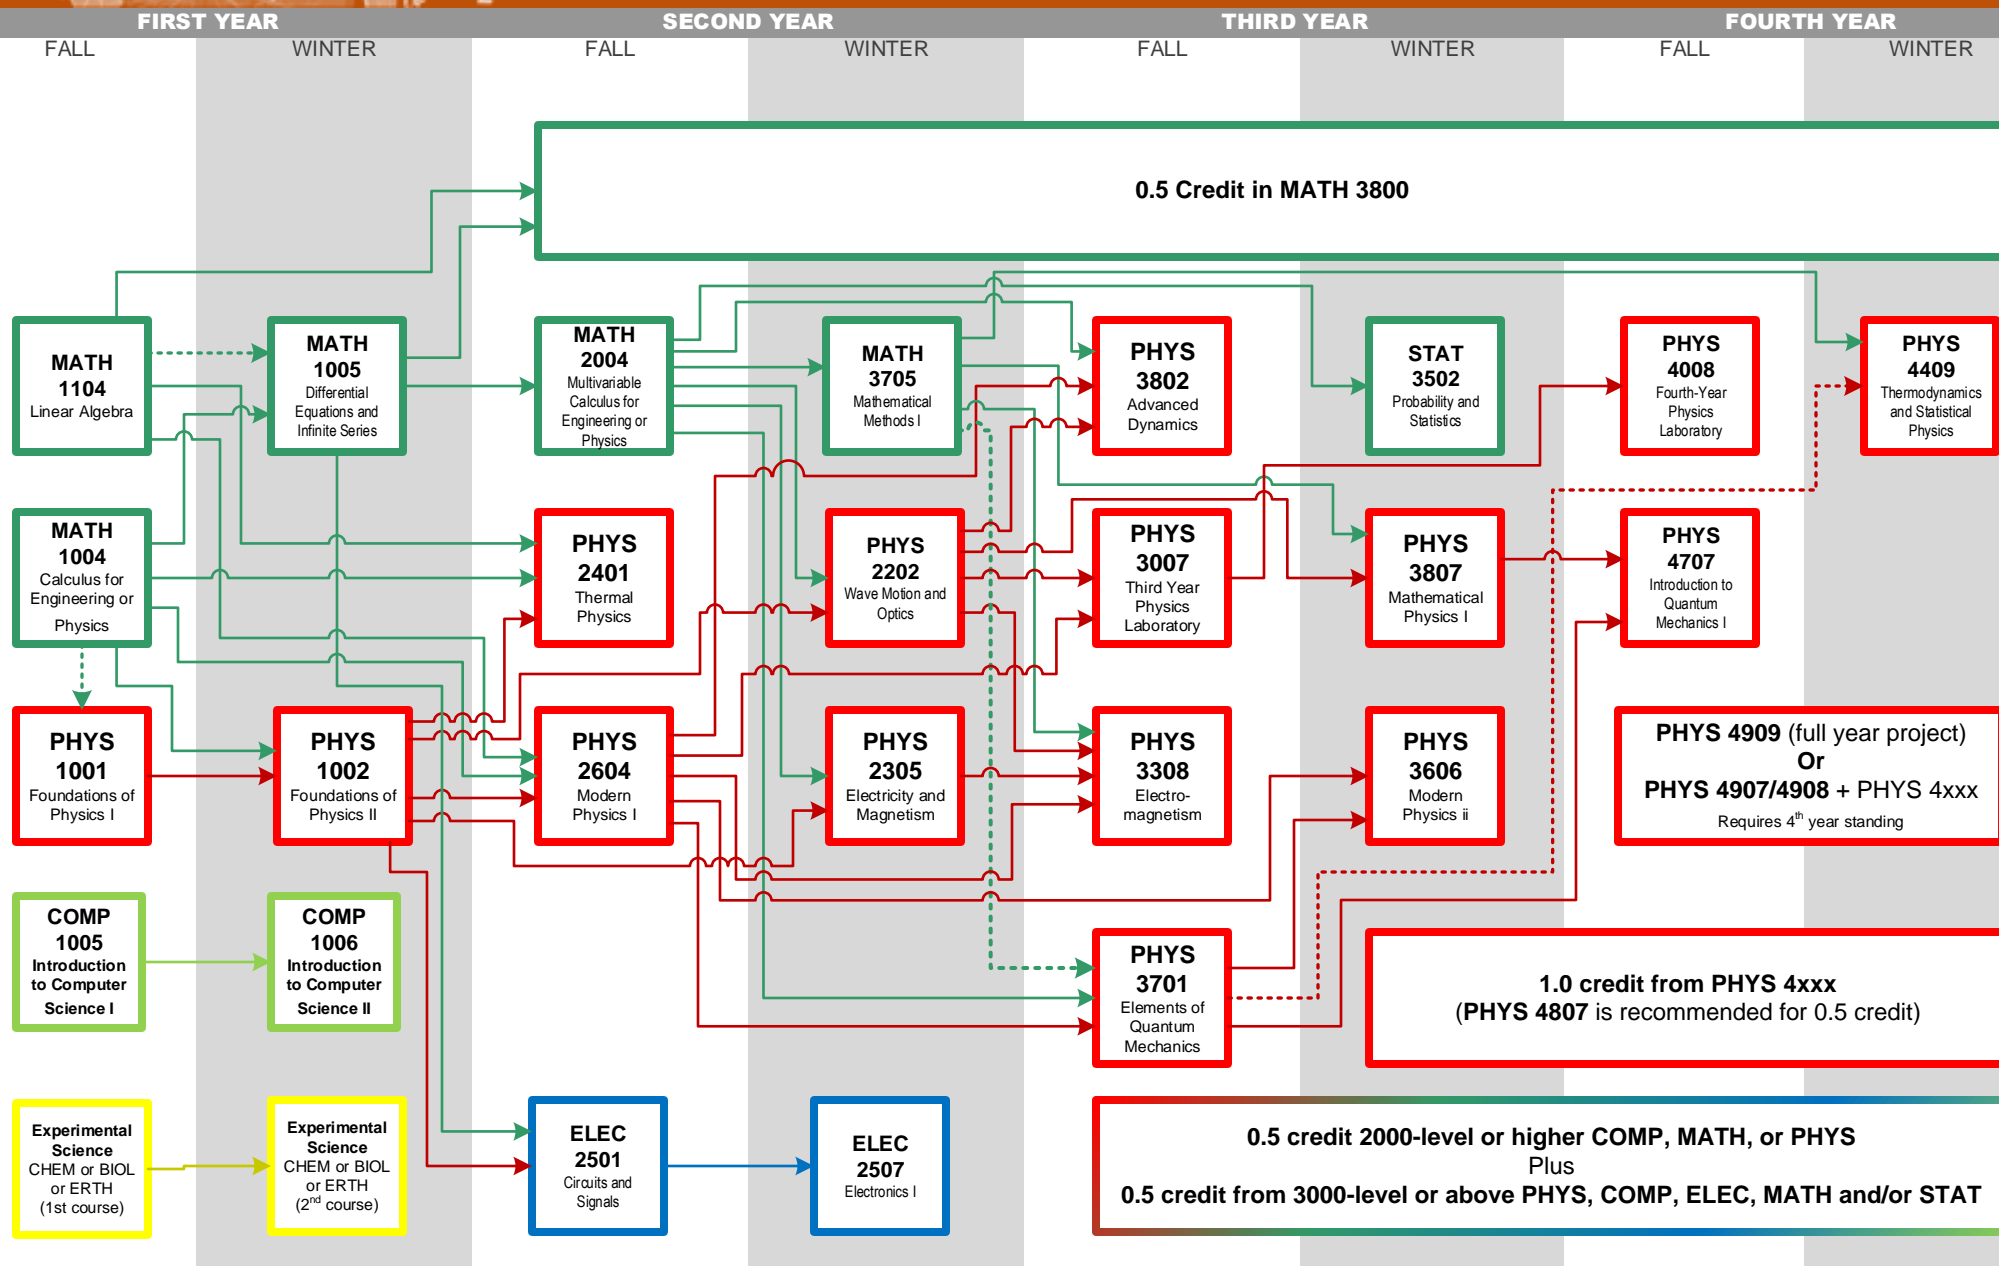 FIRST YEAR
SECOND YEAR
THIRD YEAR
FOURTH YEAR
FALL
WINTER
FALL
WINTER
FALL
WINTER
FALL
WINTER
0.5 Credit in MATH 3800
MATH
1104
Linear Algebra
MATH
1005
Differential
Equations and
Infinite Series
MATH
2004
Multivariable
Calculus for
Engineering or
Physics
MATH
3705
Mathematical
Methods I
PHYS
3802
Advanced
Dynamics
STAT
3502
Probability and
Statistics
PHYS
4008
Fourth-Year
Physics
Laboratory
PHYS
4409
Thermodynamics
and Statistical
Physics
MATH
1004
Calculus for
Engineering or
Physics
PHYS
2401
Thermal
Physics
PHYS
2202
Wave Motion and
Optics
PHYS
3007
Third Year
Physics
Laboratory
PHYS
3807
Mathematical
Physics I
PHYS
4707
Introduction to
Quantum
Mechanics I
PHYS
1001
Foundations of
Physics I
PHYS
1002
Foundations of
Physics II
PHYS
2604
Modern
Physics I
PHYS
2305
Electricity and
Magnetism
PHYS
3308
Electro-
magnetism
PHYS
3606
Modern
Physics ii
PHYS 4909 (full year project)
Or
PHYS 4907/4908 + PHYS 4xxx
Requires 4th year standing
COMP
1005
Introduction
to Computer
Science I
COMP
1006
Introduction
to Computer
Science II
PHYS
3701
Elements of
Quantum
Mechanics
1.0 credit from PHYS 4xxx
(PHYS 4807 is recommended for 0.5 credit)
Experimental
Science
CHEM or BIOL
or ERTH
(1st course)
Experimental
Science
CHEM or BIOL
or ERTH
(2nd course)
ELEC
2501
Circuits and
Signals
ELEC
2507
Electronics I
0.5 credit 2000-level or higher COMP, MATH, or PHYS
Plus
0.5 credit from 3000-level or above PHYS, COMP, ELEC, MATH and/or STAT